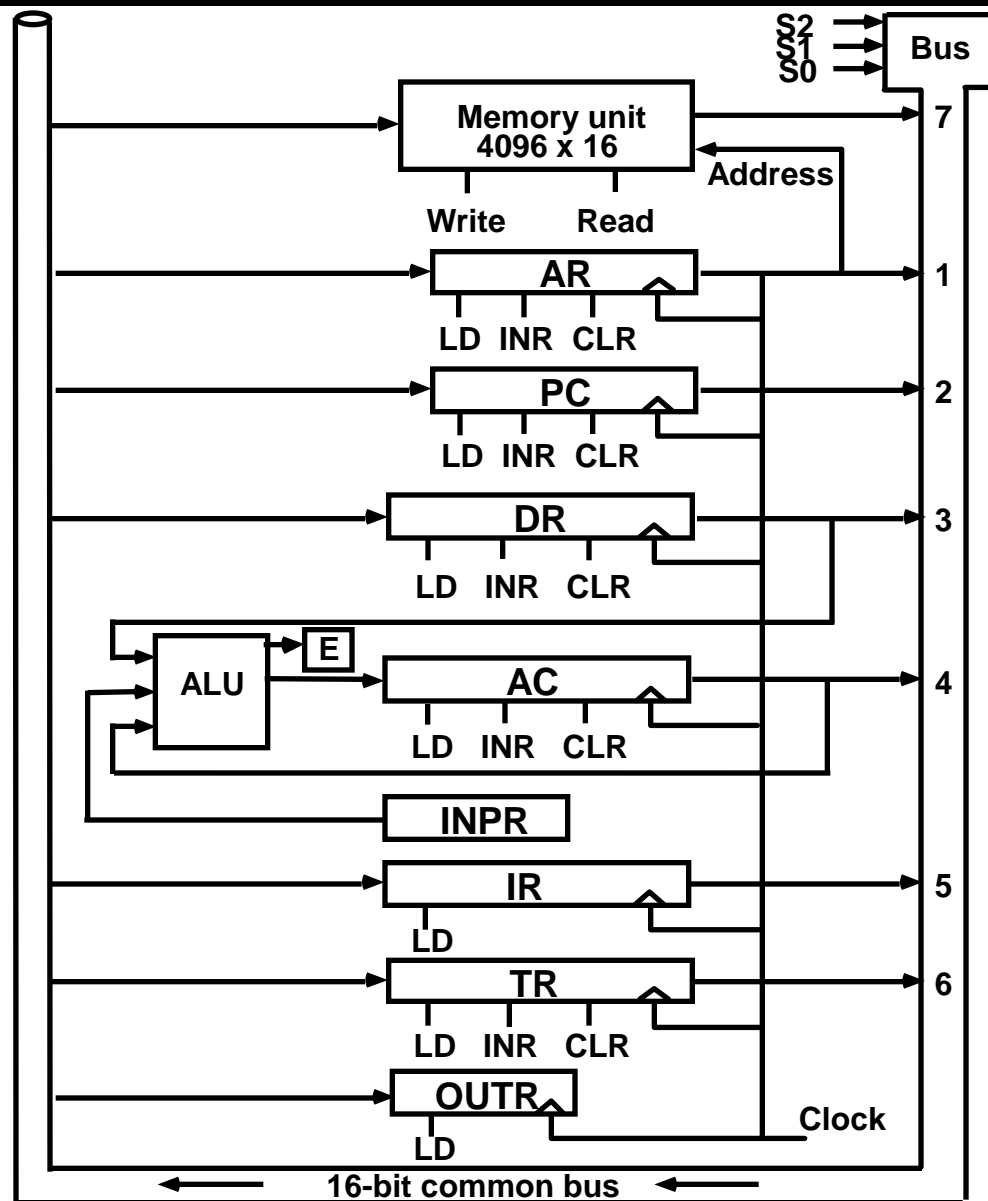 S2
S1
S0
Bus
Memory unit
4096 x 16
7
Address
Write Read
AR
1
LD INR CLR
PC
2
LD INR CLR
DR
3
LD INR CLR
E
ALU
AC
4
LD INR CLR
INPR
IR
5
LD
TR
6
LD INR CLR
OUTR
Clock
LD
16-bit common bus